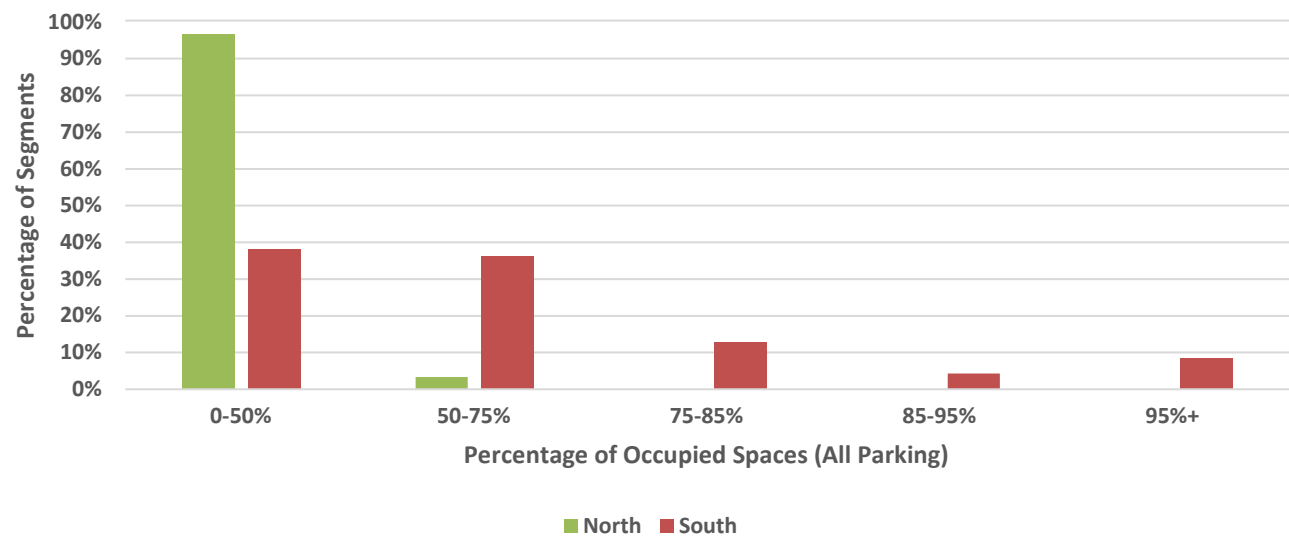 100%
90%
80%
70%
60%
50%
40%
30%
20%
10%
0%
Percentage of Segments
0-50% 50-75% 75-85% 85-95% 95%+
Percentage of Occupied Spaces (All Parking)
North South